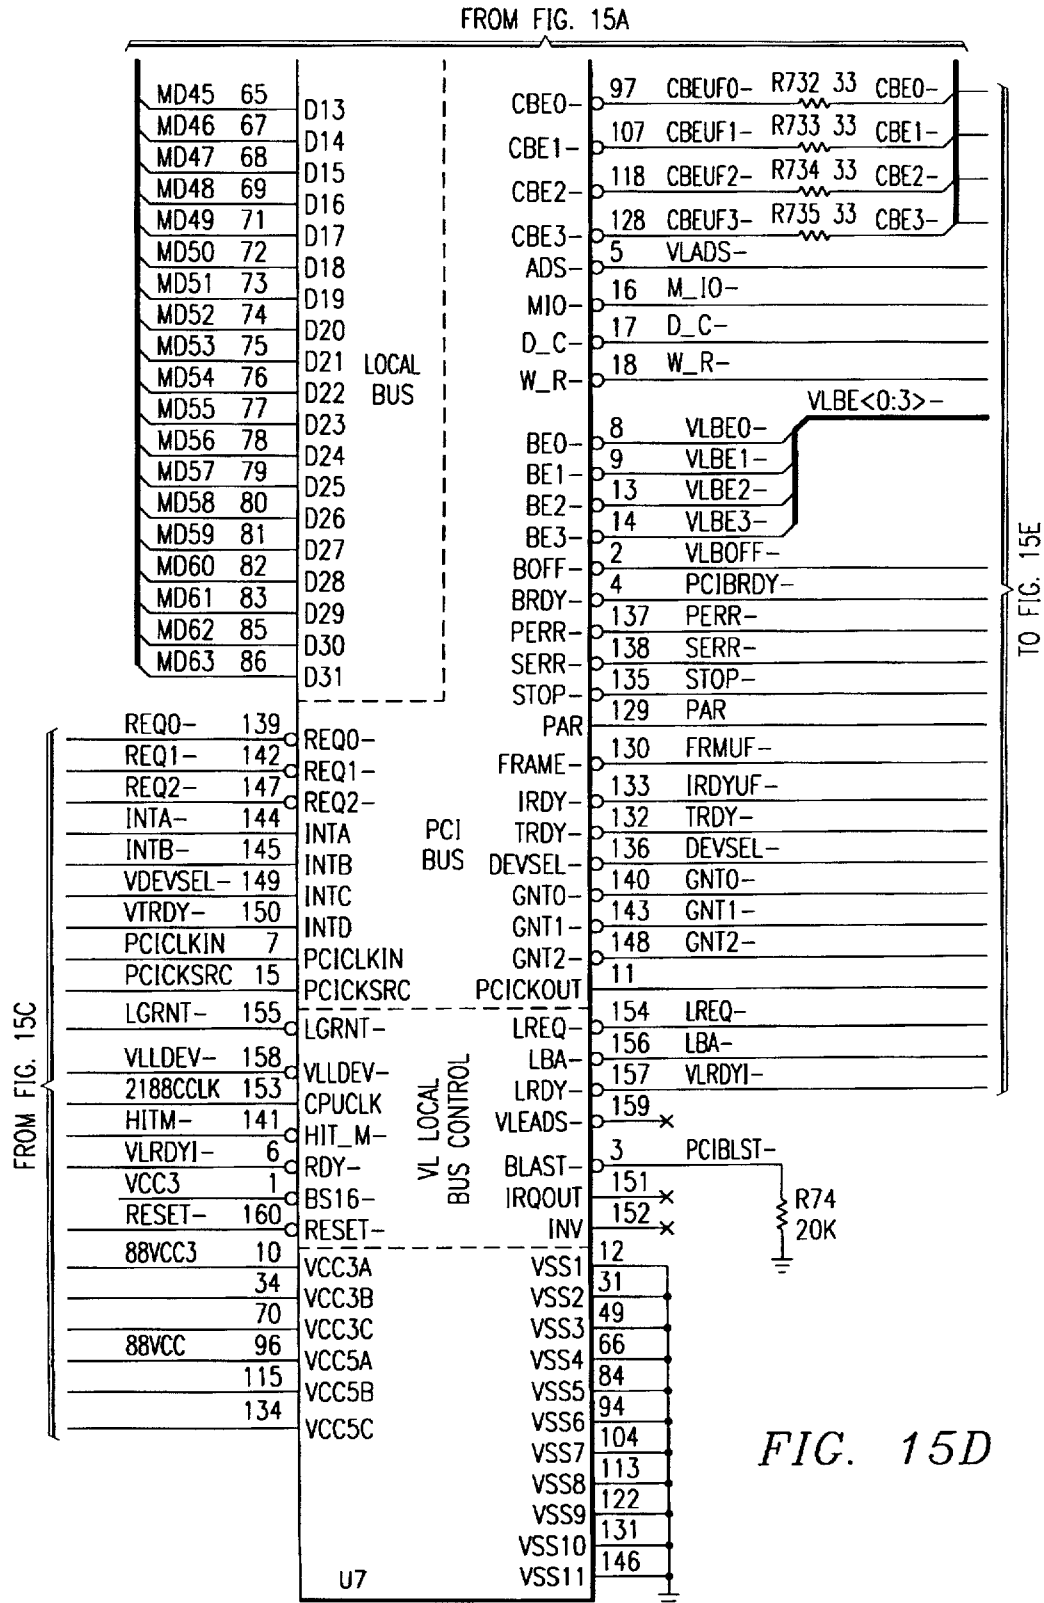 FROM FIG. 15A
MD45 65 D13
MD46 67 D14
MD47 68 D15
MD48 69 D16
MD49 71 D17
MD50 72 D18
MD51 73 D19
MD52 74 D20
MD53 75 D21
MD54 76 D22
MD55 77 D23
MD56 78 D24
MD57 79 D25
MD58 80 D26
MD59 81 D27
MD60 82 D28
MD61 83 D29
MD62 85 D30
MD63 86 D31
LOCAL
BUS
CBE0- 97 CBEUF0- R732 33 CBE0-
CBE1- 107 CBEUF1- R733 33 CBE1-
CBE2- 118 CBEUF2- R734 33 CBE2-
CBE3- 128 CBEUF3- R735 33 CBE3-
ADS- 5 VLADS-
MIO- 16 M_IO-
D_C- 17 D_C-
W_R- 18 W_R-
VLBE<0:3>-
BE0- 8 VLBE0-
BE1- 9 VLBE1-
BE2- 13 VLBE2-
BE3- 14 VLBE3-
BOFF- 2 VLBOFF-
BRDY- 4 PCIBRDY-
PERR- 137 PERR-
SERR- 138 SERR-
STOP- 135 STOP-
PAR 129 PAR
FRAME- 130 FRMUF-
IRDY- 133 IRDYUF-
TRDY- 132 TRDY-
DEVSEL- 136 DEVSEL-
GNT0- 140 GNT0-
GNT1- 143 GNT1-
GNT2- 148 GNT2-
PCICKOUT 11
TO FIG. 15E
REQ0- 139 REQ0-
REQ1- 142 REQ1-
REQ2- 147 REQ2-
INTA- 144 INTA
INTB- 145 INTB
VDEVSEL- 149 INTC
VTRDY- 150 INTD
PCICLKIN 7 PCICLKIN
PCICKSRC 15 PCICKSRC
PCI
BUS
FROM FIG. 15C
LGRNT- 155 LGRNT-
VLLDEV- 158 VLLDEV-
2188CCLK 153 CPUCLK
HITM- 141 HIT_M-
VLRDYI- 6 RDY-
VCC3 1 BS16-
RESET- 160 RESET-
VL LOCAL
BUS CONTROL
LREQ- 154 LREQ-
LBA- 156 LBA-
LRDY- 157 VLRDYI-
VLEADS- 159
BLAST- 3 PCIBLST-
IRQOUT 151
INV 152
R74
20K
88VCC3 10 VCC3A
34 VCC3B
70 VCC3C
88VCC 96 VCC5A
115 VCC5B
134 VCC5C
VSS1 12
VSS2 31
VSS3 49
VSS4 66
VSS5 84
VSS6 94
VSS7 104
VSS8 113
VSS9 122
VSS10 131
VSS11 146
U7
FIG. 15D